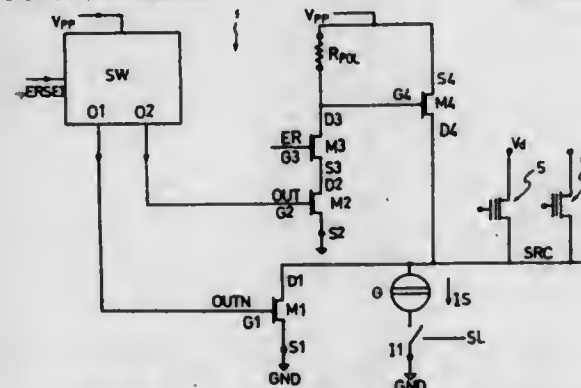 VPP
1
VPP
SW
RPOL
ERSEL
O1 O2
S4
G4 M4
D4
D3
ER
G3 M3
S3
D2
OUT
G2 M2
S2
Vd
5
SRC
D1
G IS
OUTN
G1 M1
S1
I1 SL
GND
GND